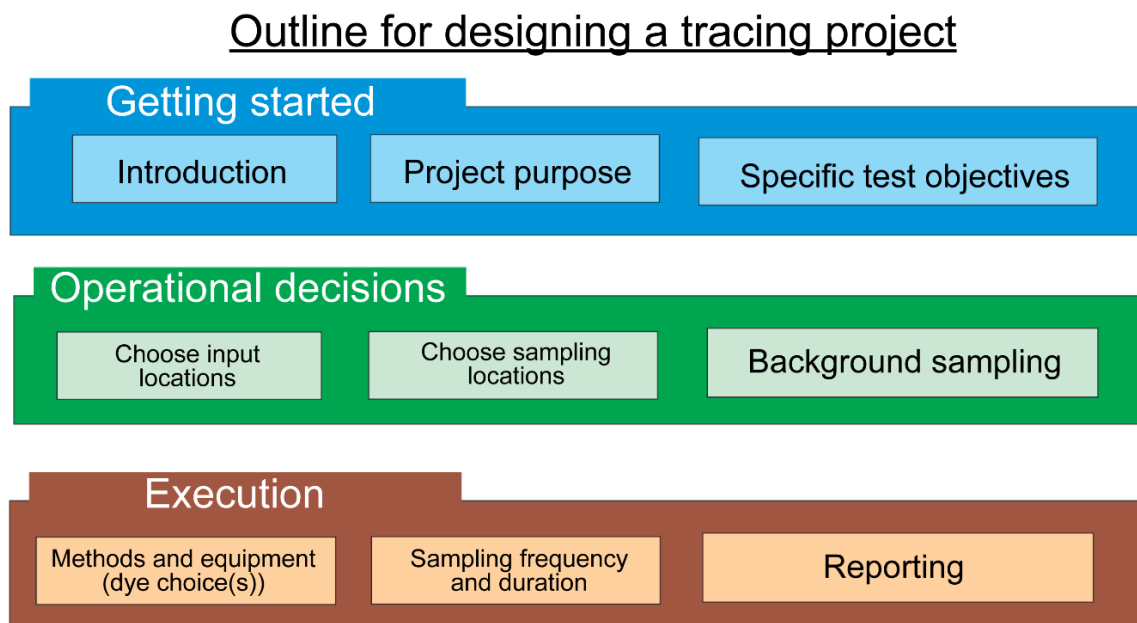 Outline for designing a tracing project
Getting started
Introduction
Project purpose
Specific test objectives
Operational decisions
Choose input
locations
Choose sampling
locations
Background sampling
Execution
Methods and equipment
(dye choice(s))
Sampling frequency
and duration
Reporting